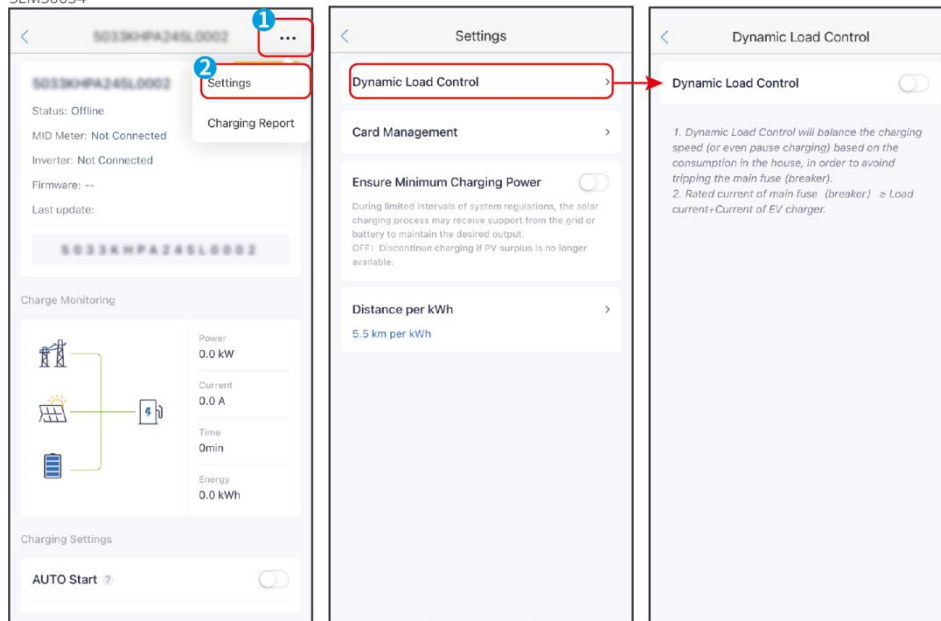 1
5033KHPA245L0002
...
2
5033KHPA245L0002
Settings
Status: Offline
Charging Report
MID Meter: Not Connected
Inverter: Not Connected
Firmware: --
Last update:
5033KHPA245L0002
Charge Monitoring
Power
0.0 kW
Current
0.0 A
Time
0min
Energy
0.0 kWh
Charging Settings
AUTO Start ?
Settings
Dynamic Load Control
Card Management
Ensure Minimum Charging Power
During limited intervals of system regulations, the solar
charging process may receive support from the grid or
battery to maintain the desired output.
OFF: Discontinue charging if PV surplus is no longer
available.
Distance per kWh
5.5 km per kWh
Dynamic Load Control
Dynamic Load Control
1. Dynamic Load Control will balance the charging
speed (or even pause charging) based on the
consumption in the house, in order to avoind
tripping the main fuse (breaker).
2. Rated current of main fuse (breaker) ≥ Load
current+Current of EV charger.